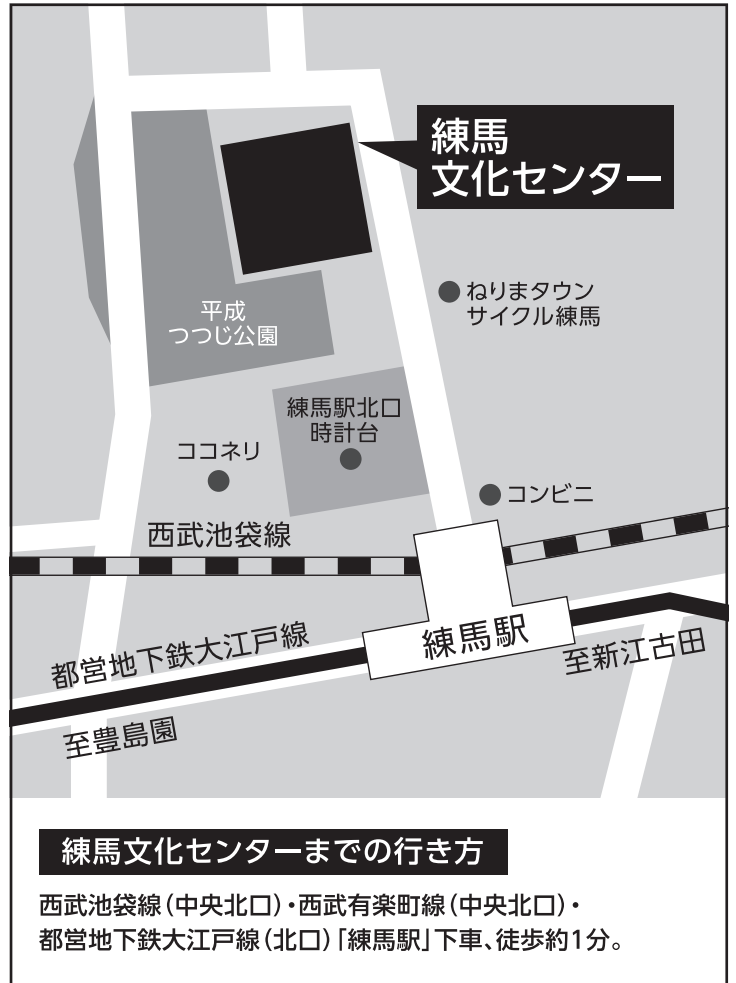 練馬
文化センター
ねりまタウン
サイクル練馬
平成
つつじ公園
練馬駅北口
時計台
ココネリ
コンビニ
西武池袋線
練馬駅
都営地下鉄大江戸線
至新江古田
至豊島園
練馬文化センターまでの行き方
西武池袋線(中央北口)・西武有楽町線(中央北口)・
都営地下鉄大江戸線(北口)「練馬駅」下車、徒歩約1分。